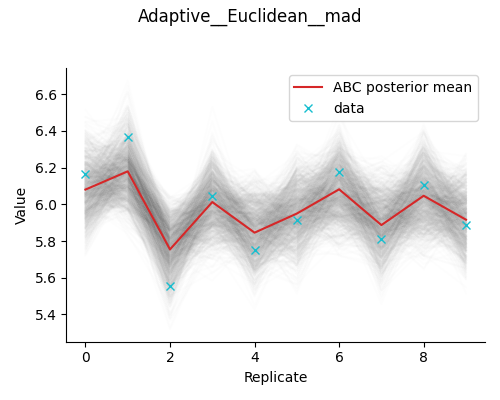 Adaptive__Euclidean__mad
ABC posterior mean
data
6.6
6.4
6.2
6.0
5.8
5.6
5.4
Value
0 2 4 6 8
Replicate